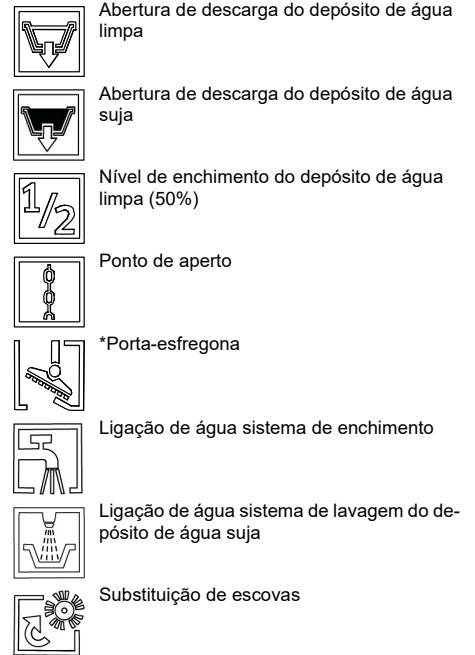 Abertura de descarga do depósito de água
limpa
Abertura de descarga do depósito de água
suja
1/2
Nível de enchimento do depósito de água
limpa (50%)
Ponto de aperto
*Porta-esfregona
Ligação de água sistema de enchimento
Ligação de água sistema de lavagem do de-
pósito de água suja
Substituição de escovas